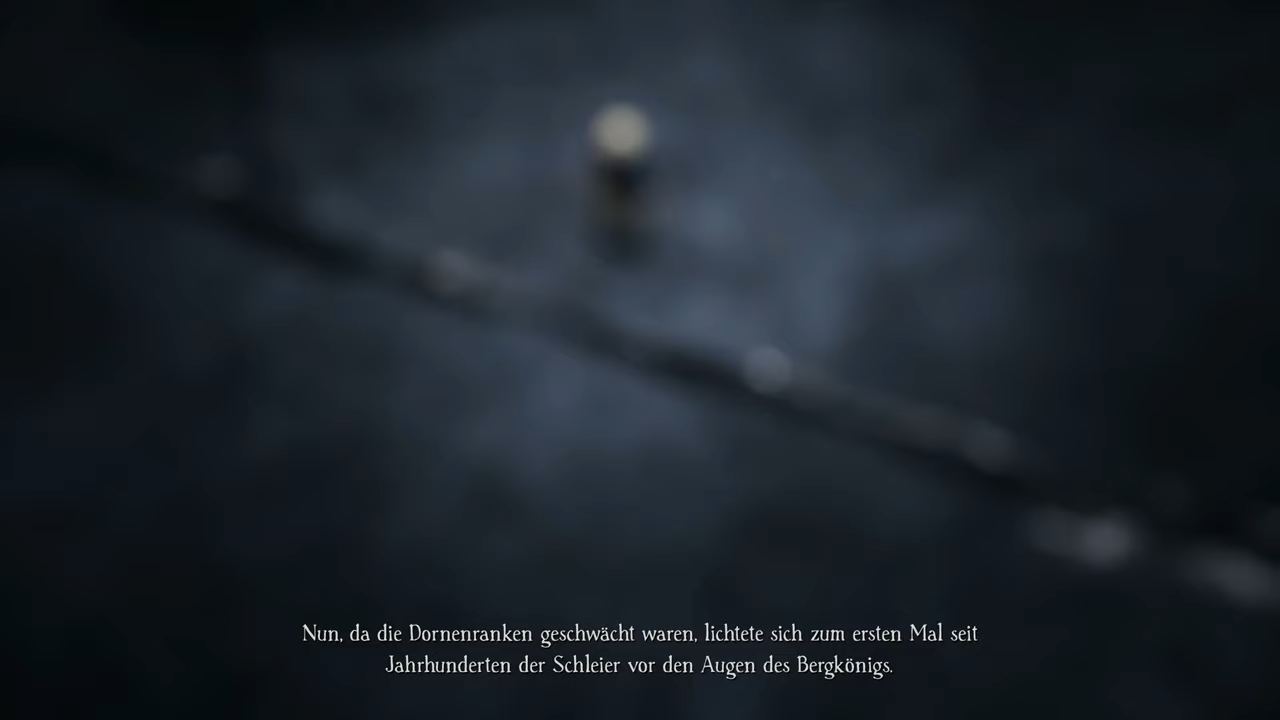 Nun, da die Dornenranken geschwächt waren, lichtete sich zum ersten Mal seit
Jahrhunderten der Schleier vor den Augen des Bergkönigs.